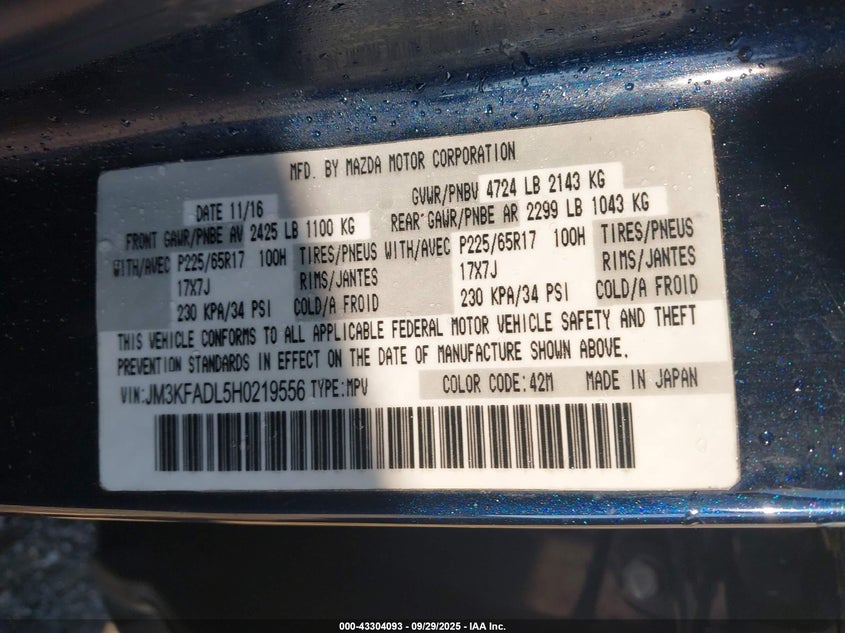 MFD. BY MAZDA MOTOR CORPORATION
DATE 11/16 GVWR/PNBV 4724 LB 2143 KG
FRONT GAWR/PNBE AV 2425 LB 1100 KG REAR GAWR/PNBE AR 2299 LB 1043 KG
WITH/AVEC P225/65R17 100H TIRES/PNEUS WITH/AVEC P225/65R17 100H TIRES/PNEUS
17X7J RIMS/JANTES 17X7J RIMS/JANTES
230 KPA/34 PSI COLD/A FROID 230 KPA/34 PSI COLD/A FROID
THIS VEHICLE CONFORMS TO ALL APPLICABLE FEDERAL MOTOR VEHICLE SAFETY AND THEFT
PREVENTION STANDARDS IN EFFECT ON THE DATE OF MANUFACTURE SHOWN ABOVE.
VIN:JM3KFADL5H0219556 TYPE:MPV COLOR CODE:42M MADE IN JAPAN
000-43304093 - 09/29/2025 - IAA Inc.